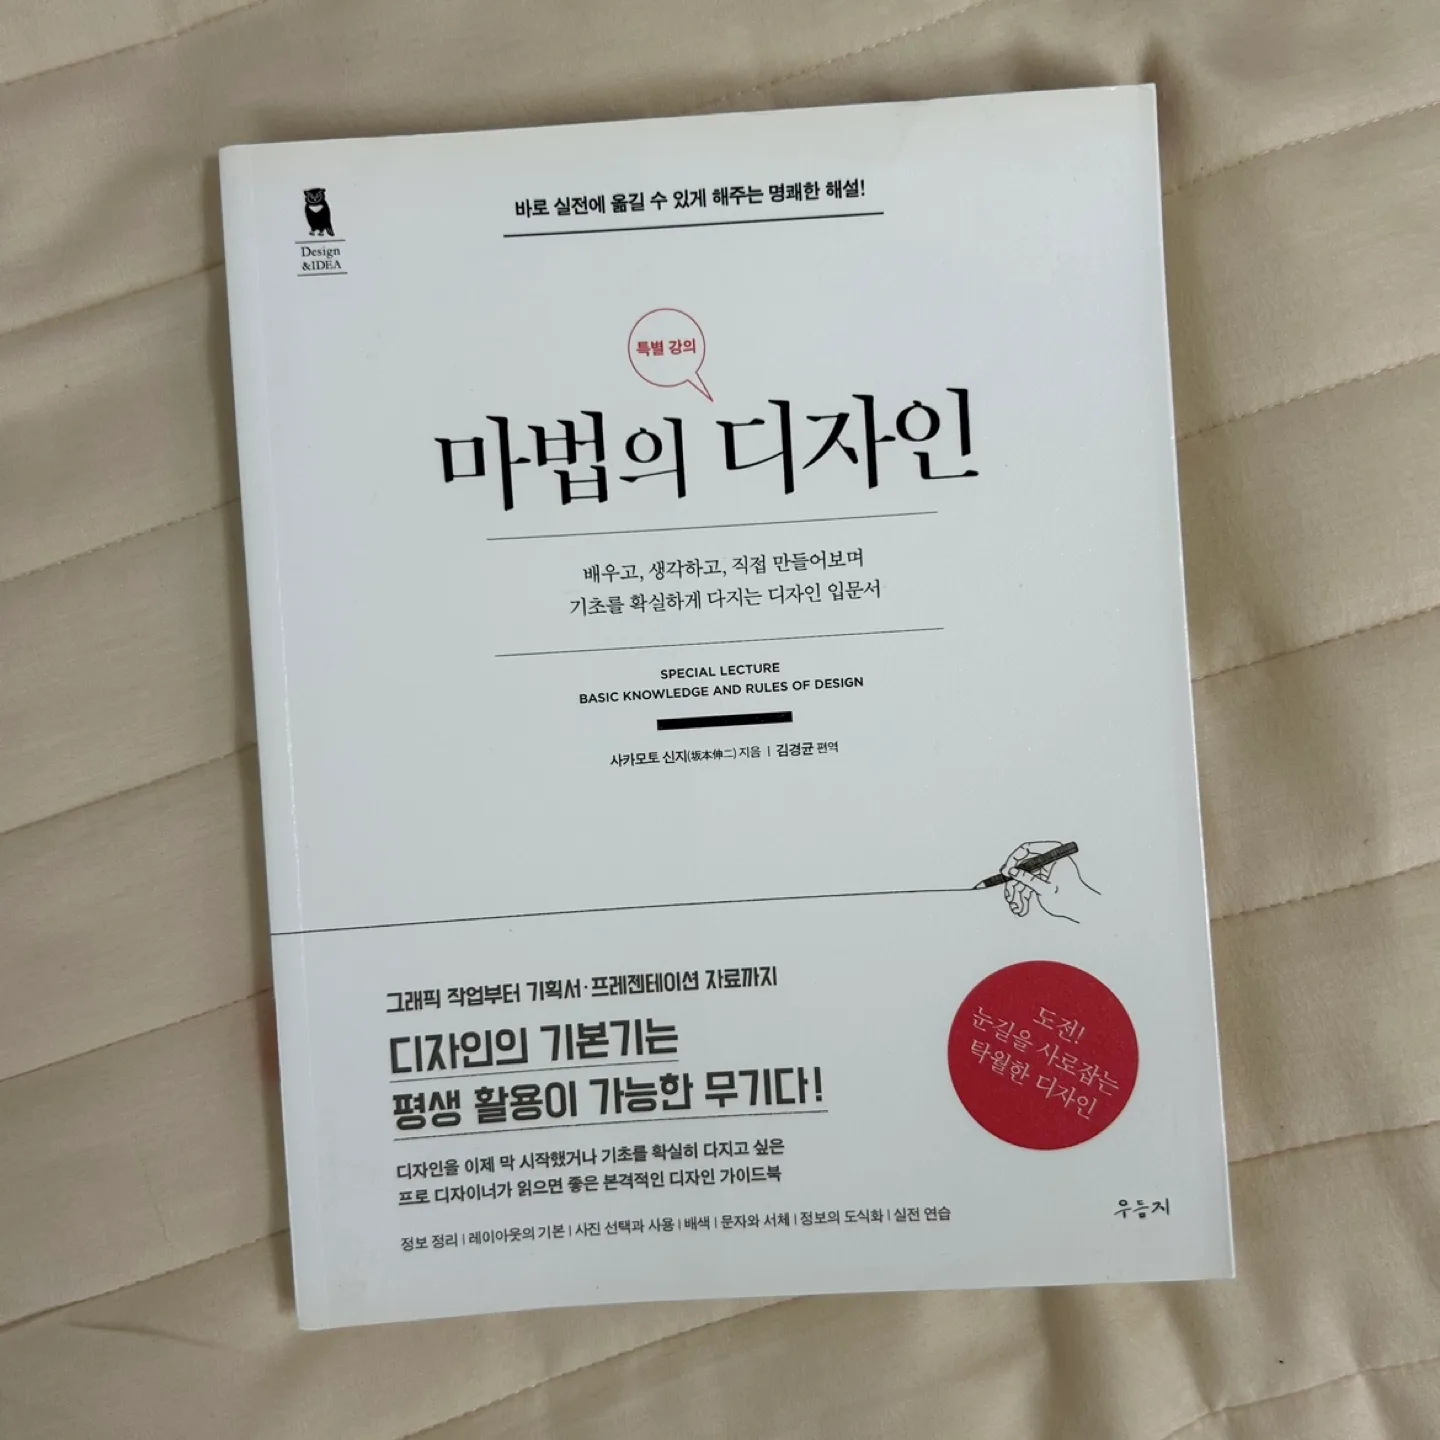 Design
&IDEA
바로 실전에 옮길 수 있게 해주는 명쾌한 해설!
특별 강의
마법의 디자인
배우고, 생각하고, 직접 만들어보며
기초를 확실하게 다지는 디자인 입문서
SPECIAL LECTURE
BASIC KNOWLEDGE AND RULES OF DESIGN
사카모토 신지(坂本伸二) 지음 | 김경균 편역
그래픽 작업부터 기획서·프레젠테이션 자료까지
디자인의 기본기는
평생 활용이 가능한 무기다!
디자인을 이제 막 시작했거나 기초를 확실히 다지고 싶은
프로 디자이너가 읽으면 좋은 본격적인 디자인 가이드북
정보 정리 | 레이아웃의 기본 | 사진 선택과 사용 | 배색 | 문자와 서체 | 정보의 도식화 | 실전 연습
도전!
눈길을 사로잡는
탁월한 디자인
우듬지